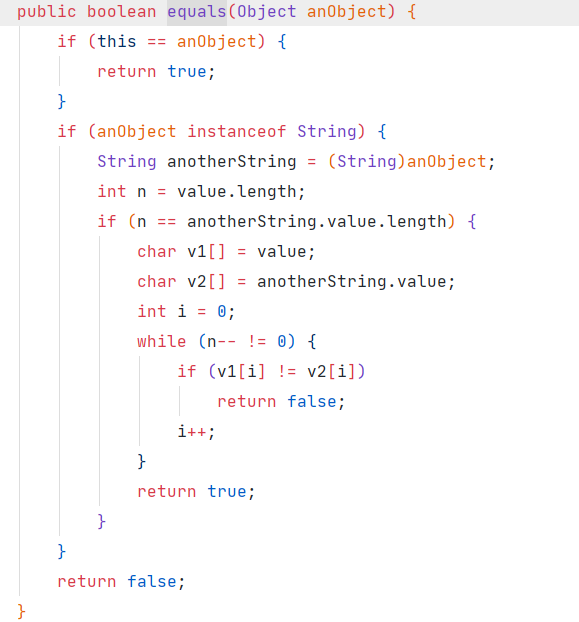 public boolean equals(Object anObject) {
    if (this == anObject) {
        return true;
    }
    if (anObject instanceof String) {
        String anotherString = (String)anObject;
        int n = value.length;
        if (n == anotherString.value.length) {
            char v1[] = value;
            char v2[] = anotherString.value;
            int i = 0;
            while (n-- != 0) {
                if (v1[i] != v2[i])
                    return false;
                i++;
            }
            return true;
        }
    }
    return false;
}